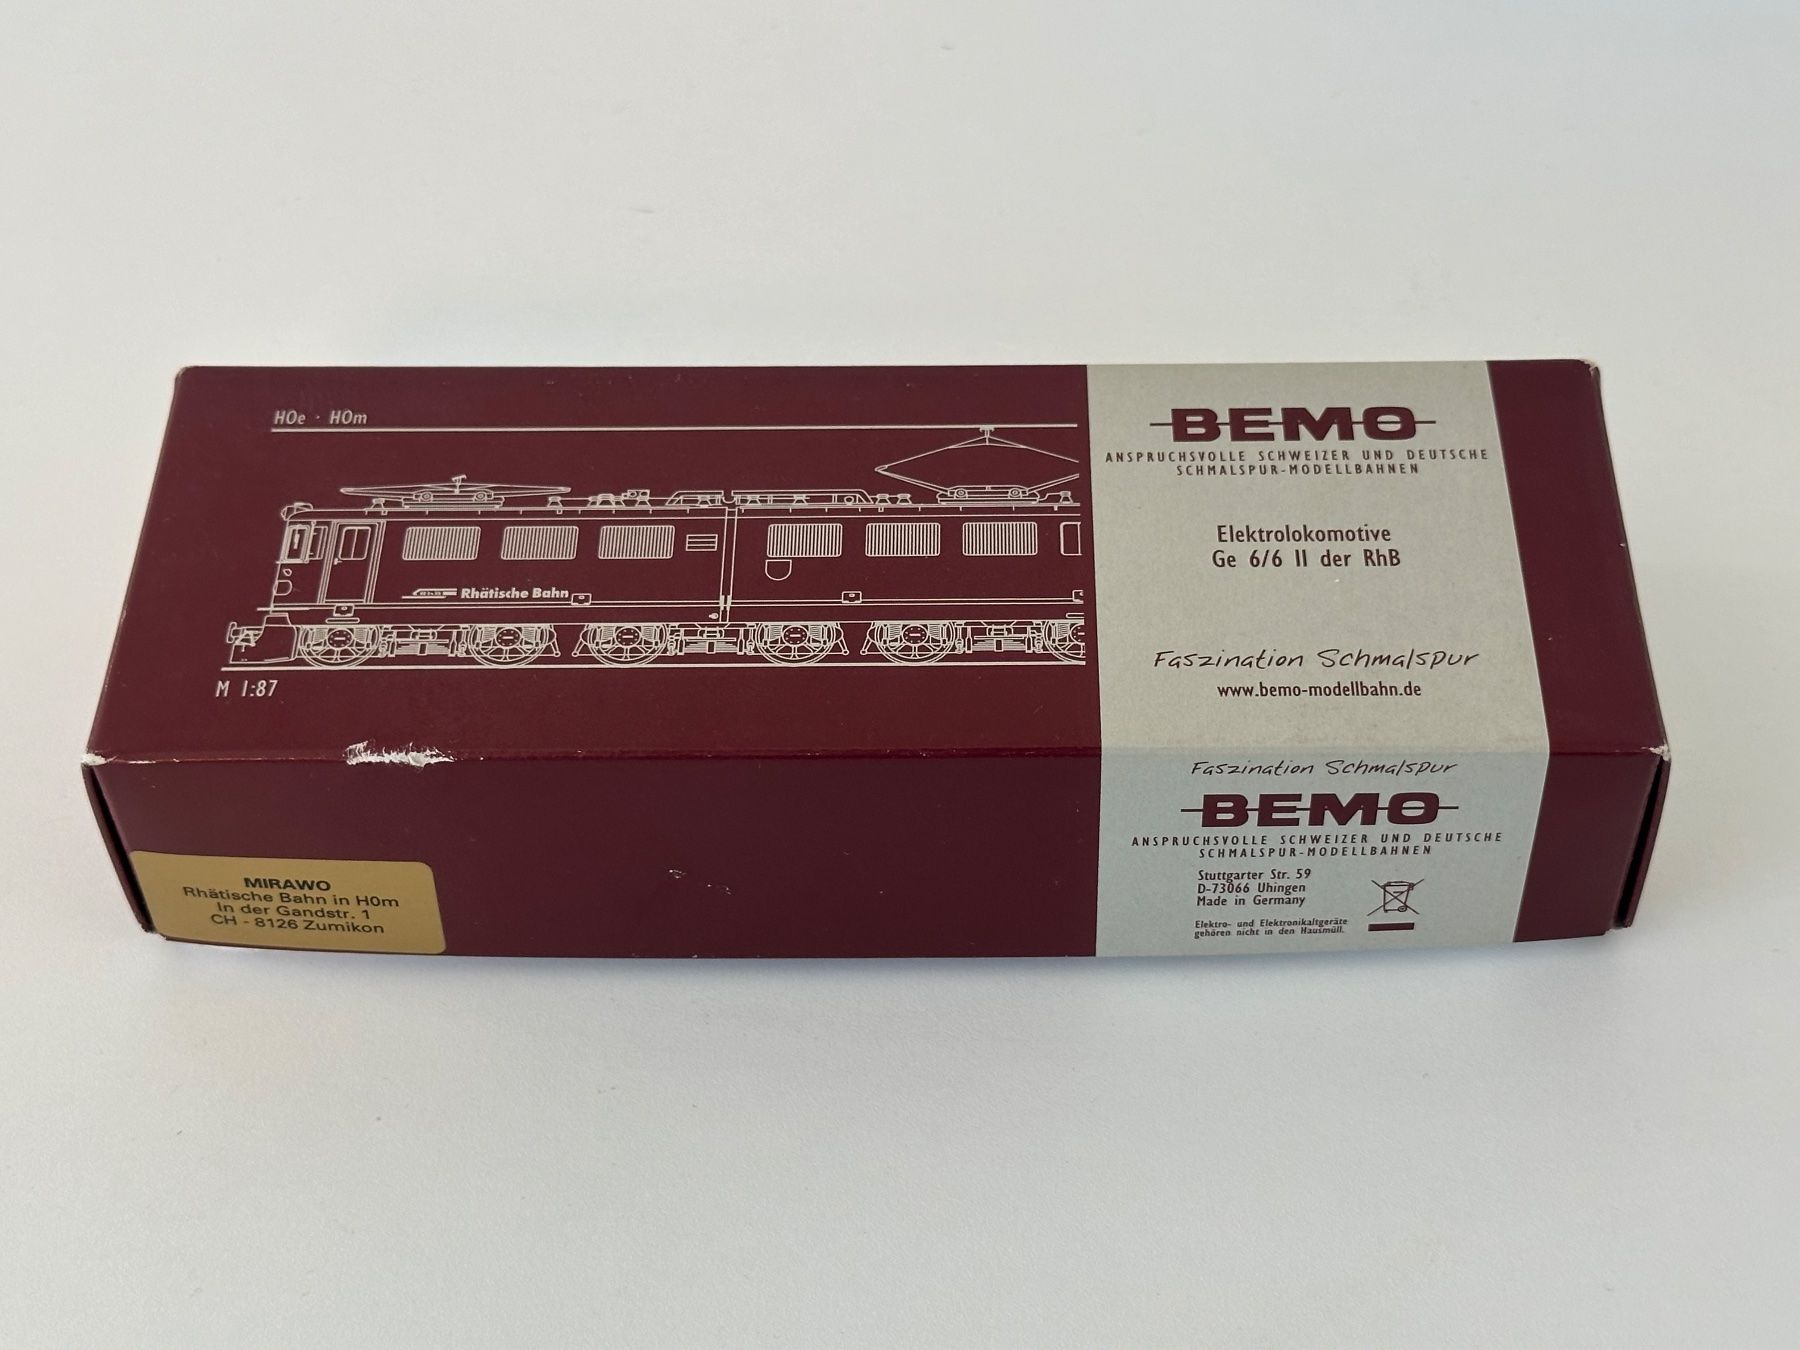 H0e · H0m
Rhätische Bahn
M 1:87
BEMO
ANSPRUCHSVOLLE SCHWEIZER UND DEUTSCHE
SCHMALSPUR-MODELLBAHNEN
Elektrolokomotive
Ge 6/6 II der RhB
Faszination Schmalspur
www.bemo-modellbahn.de
Faszination Schmalspur
BEMO
ANSPRUCHSVOLLE SCHWEIZER UND DEUTSCHE
SCHMALSPUR-MODELLBAHNEN
Stuttgarter Str. 59
D-73066 Uhingen
Made in Germany
Elektro- und Elektronikaltgeräte
gehören nicht in den Hausmüll.
MIRAWO
Rhätische Bahn in H0m
In der Gandstr. 1
CH - 8126 Zumikon